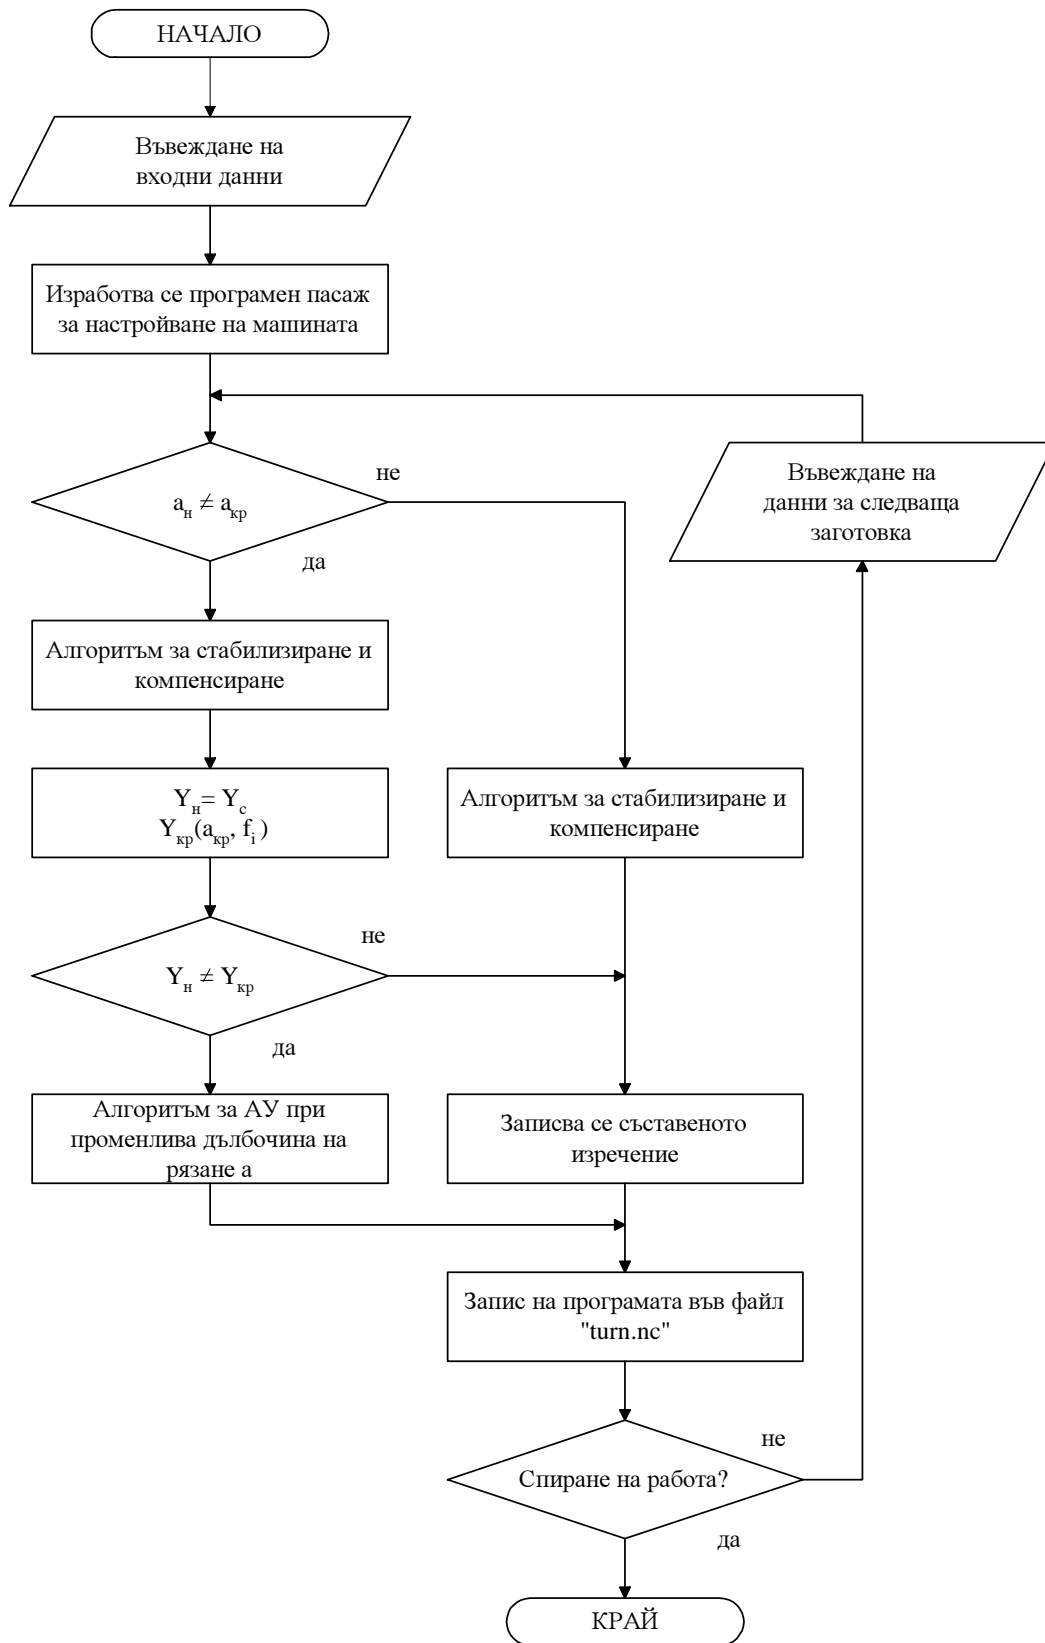 НАЧАЛО
Въвеждане на
входни данни
Изработва се програмен пасаж
за настройване на машината
aн ≠ aкр
не
да
Въвеждане на
данни за следваща
заготовка
Алгоритъм за стабилизиране и
компенсиране
Yн= Yс
Yкр(aкр, fi )
Алгоритъм за стабилизиране и
компенсиране
Yн ≠ Yкр
не
да
Алгоритъм за АУ при
променлива дълбочина на
рязане а
Записва се съставеното
изречение
Запис на програмата във файл
"turn.nc"
Спиране на работа?
не
да
КРАЙ